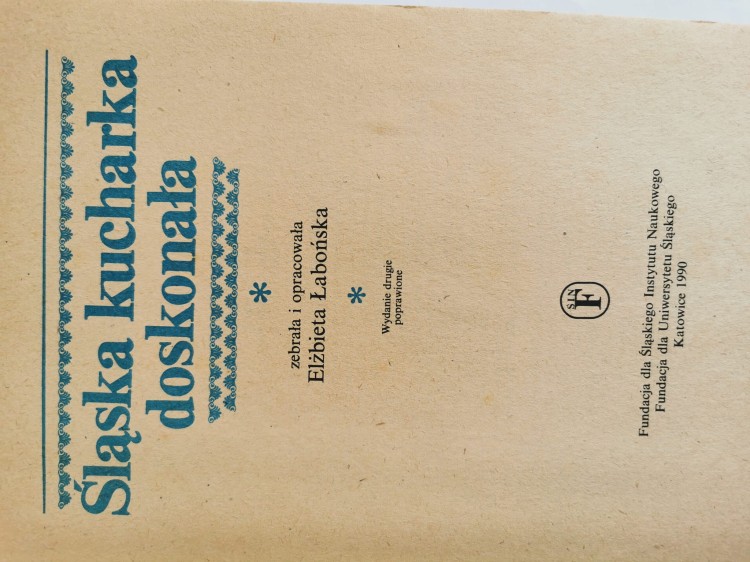 Śląska kucharka
doskonała
*
zebrała i opracowała
Elżbieta Łabońska
*
Wydanie drugie
poprawione
ŚIN
F
Fundacja dla Śląskiego Instytutu Naukowego
Fundacja dla Uniwersytetu Śląskiego
Katowice 1990